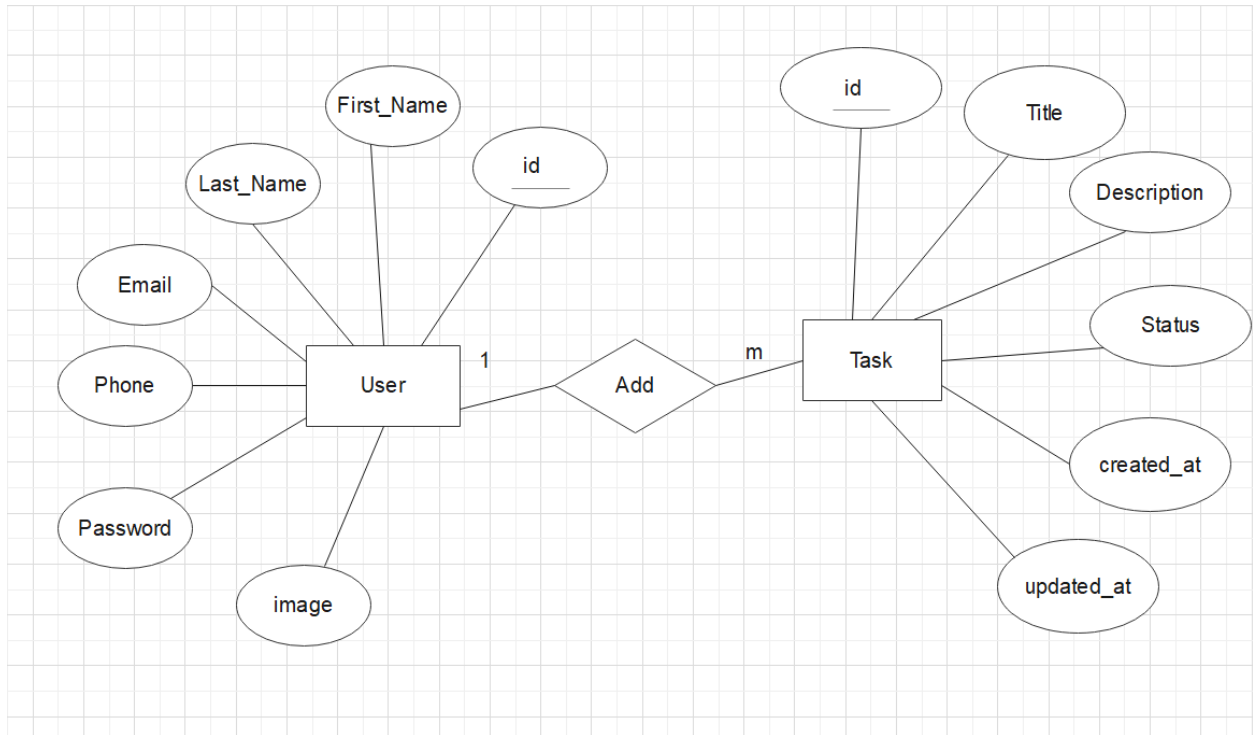 First_Name
id
Last_Name
Email
Phone
Password
image
User
1
Add
m
Task
id
Title
Description
Status
created_at
updated_at